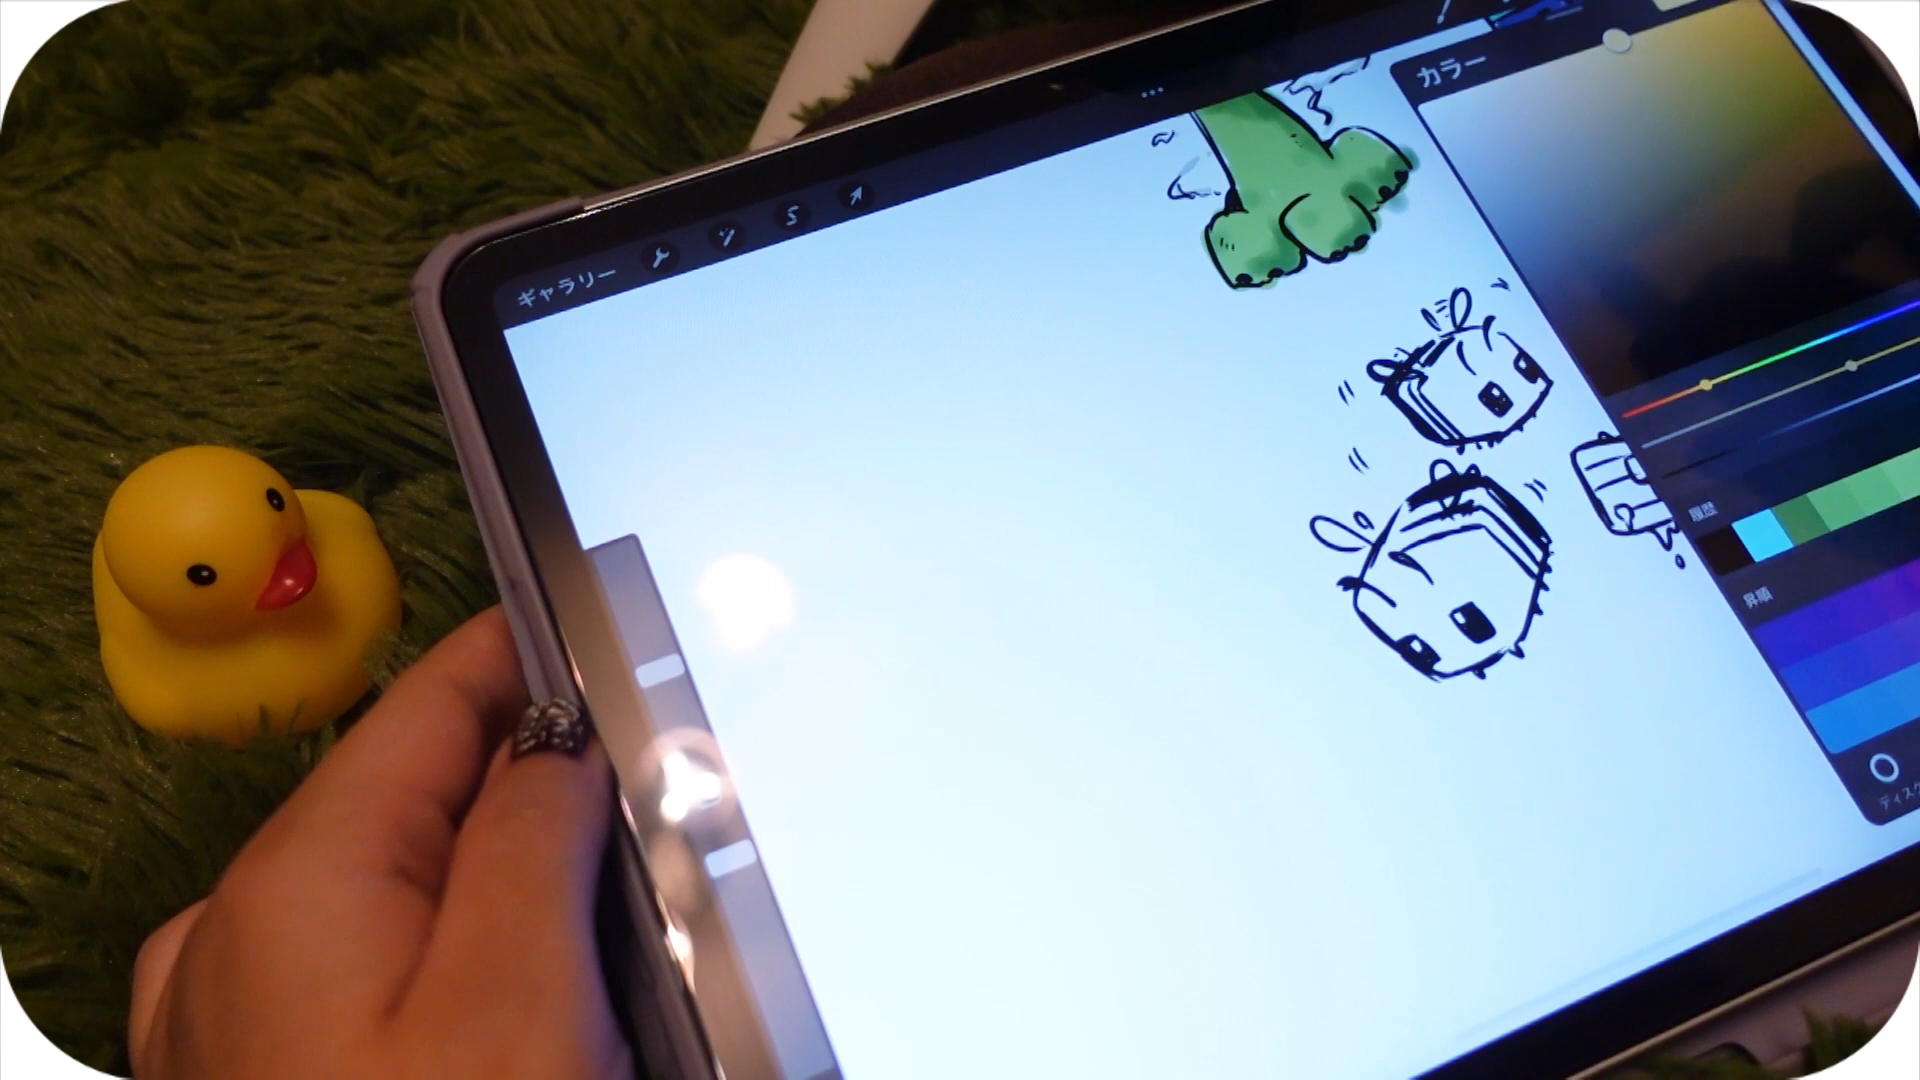 ギャラリー
カラー
履歴
昇順
ディスク